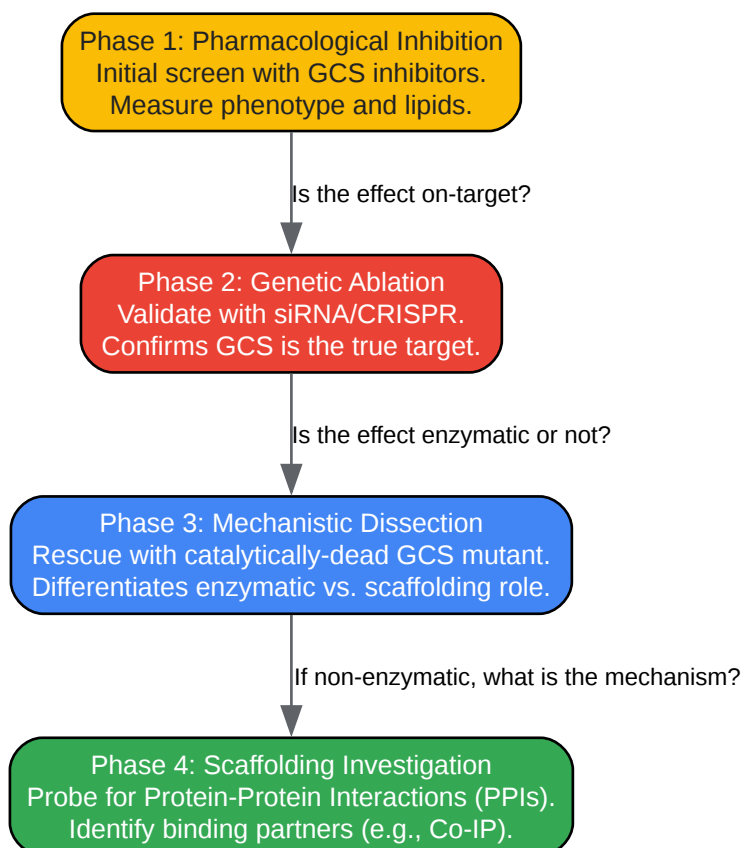 Phase 1: Pharmacological Inhibition
Initial screen with GCS inhibitors.
Measure phenotype and lipids.
Is the effect on-target?
Phase 2: Genetic Ablation
Validate with siRNA/CRISPR.
Confirms GCS is the true target.
Is the effect enzymatic or not?
Phase 3: Mechanistic Dissection
Rescue with catalytically-dead GCS mutant.
Differentiates enzymatic vs. scaffolding role.
If non-enzymatic, what is the mechanism?
Phase 4: Scaffolding Investigation
Probe for Protein-Protein Interactions (PPIs).
Identify binding partners (e.g., Co-IP).